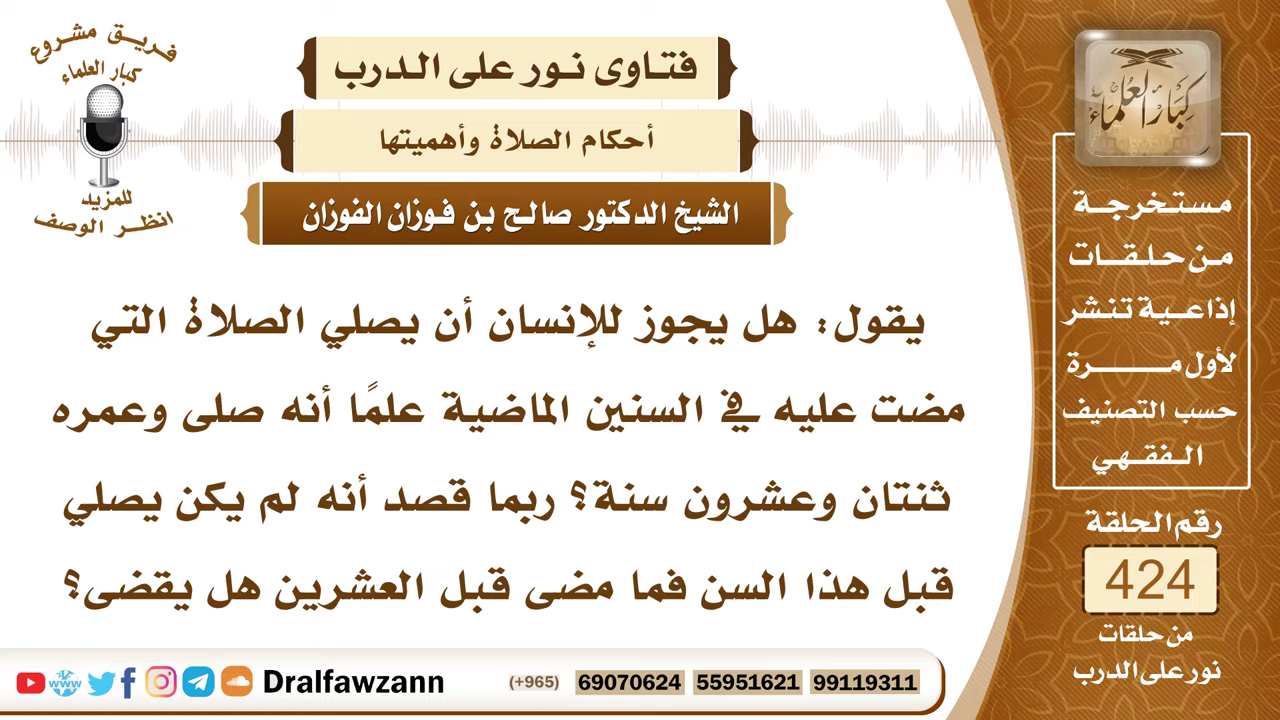 فريق مشروع
كبار العلماء
للمزيد
انظر الوصف
فتاوى نور على الدرب
أحكام الصلاة وأهميتها
الشيخ الدكتور صالح بن فوزان الفوزان
يقول: هل يجوز للإنسان أن يصلي الصلاة التي
مضت عليه في السنين الماضية علمًا أنه صلى وعمره
ثنتان وعشرون سنة؟ ربما قصد أنه لم يكن يصلي
قبل هذا السن فما مضى قبل العشرين هل يقضى؟
كبار العلماء
مستخرجة
من حلقات
إذاعية تنشر
لأول مرة
حسب التصنيف
الفقهي
رقم الحلقة
424
من حلقات
نور على الدرب
www
Dralfawzann
(+965) 69070624 55951621 99119311